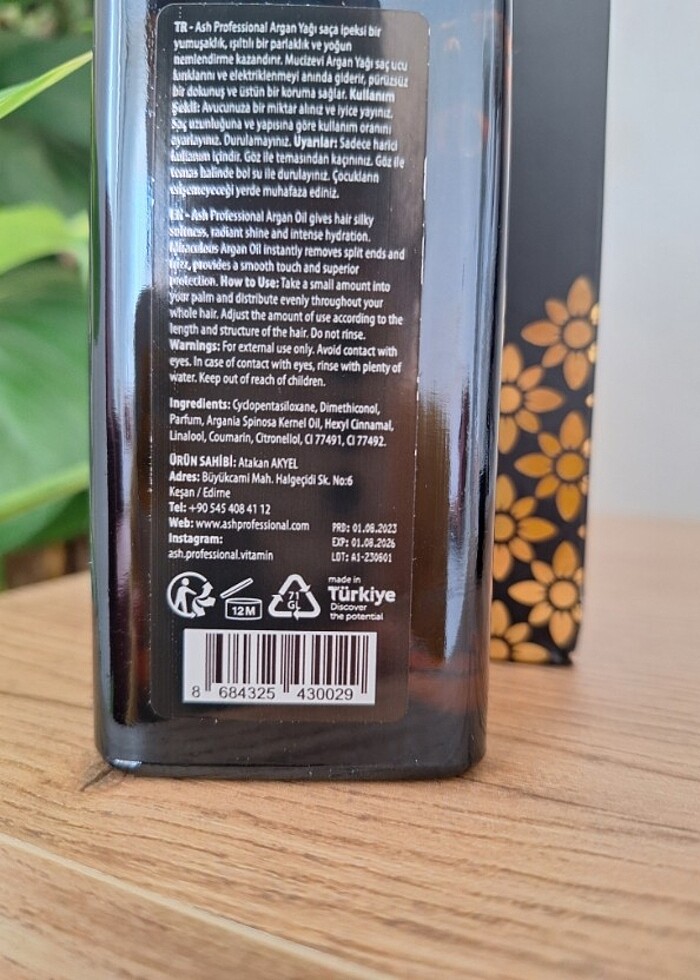 TR - Ash Professional Argan Yağı saça ipeksi bir
yumuşaklık, ışıltılı bir parlaklık ve yoğun
nemlendirme kazandırır. Mucizevi Argan Yağı saç ucu
kırıklarını ve elektriklenmeyi anında giderir, pürüzsüz
bir dokunuş ve üstün bir koruma sağlar. Kullanım
Şekli: Avucunuza bir miktar alınız ve iyice yayınız.
Saç uzunluğuna ve yapısına göre kullanım oranını
ayarlayınız. Durulamayınız. Uyarılar: Sadece harici
kullanım içindir. Göz ile temasından kaçınınız. Göz ile
temas halinde bol su ile durulayınız. Çocukların
erişemeyeceği yerde muhafaza ediniz.
EN - Ash Professional Argan Oil gives hair silky
softness, radiant shine and intense hydration.
Miraculous Argan Oil instantly removes split ends and
frizz, provides a smooth touch and superior
protection. How to Use: Take a small amount into
your palm and distribute evenly throughout your
whole hair. Adjust the amount of use according to the
length and structure of the hair. Do not rinse.
Warnings: For external use only. Avoid contact with
eyes. In case of contact with eyes, rinse with plenty of
water. Keep out of reach of children.
Ingredients: Cyclopentasiloxane, Dimethiconol,
Parfum, Argania Spinosa Kernel Oil, Hexyl Cinnamal,
Linalool, Coumarin, Citronellol, CI 77491, CI 77492.
ÜRÜN SAHİBİ: Atakan AKYEL
Adres: Büyükcami Mah. Halgeçidi Sk. No:6
Keşan / Edirne
Tel: +90 545 408 41 12
Web: www.ashprofessional.com
Instagram:
ash.professional.vitamin
PRD: 01.08.2023
EXP: 01.08.2026
LOT: A1-230801
12M
71
GL
made in
Türkiye
Discover
the potential
8 684325 430029